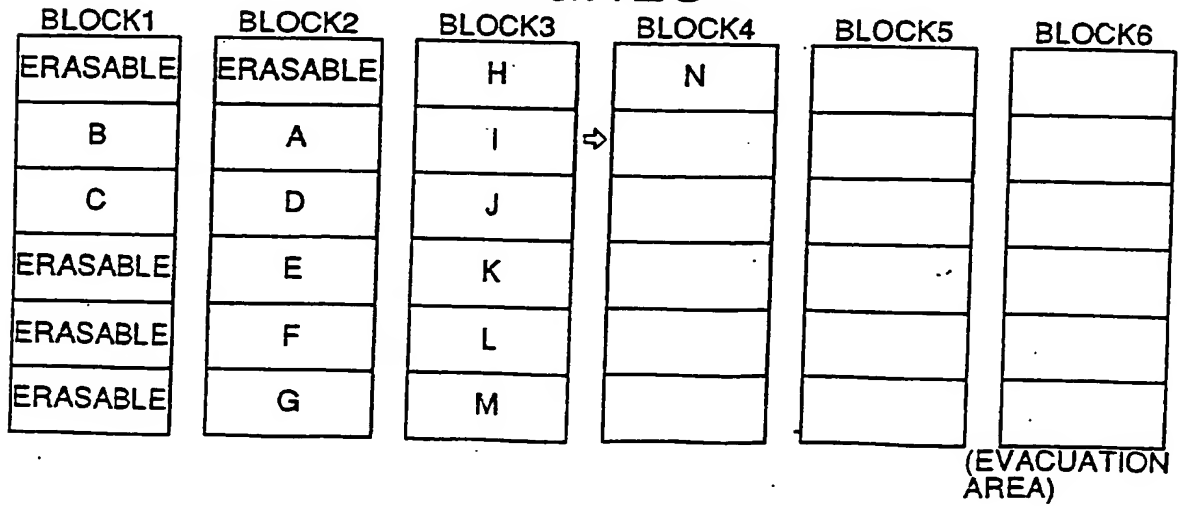 BLOCK1 BLOCK2 BLOCK3 BLOCK4 BLOCK5 BLOCK6
ERASABLE ERASABLE H N
B A I ⇨
C D J
ERASABLE E K
ERASABLE F L
ERASABLE G M
(EVACUATION
AREA)